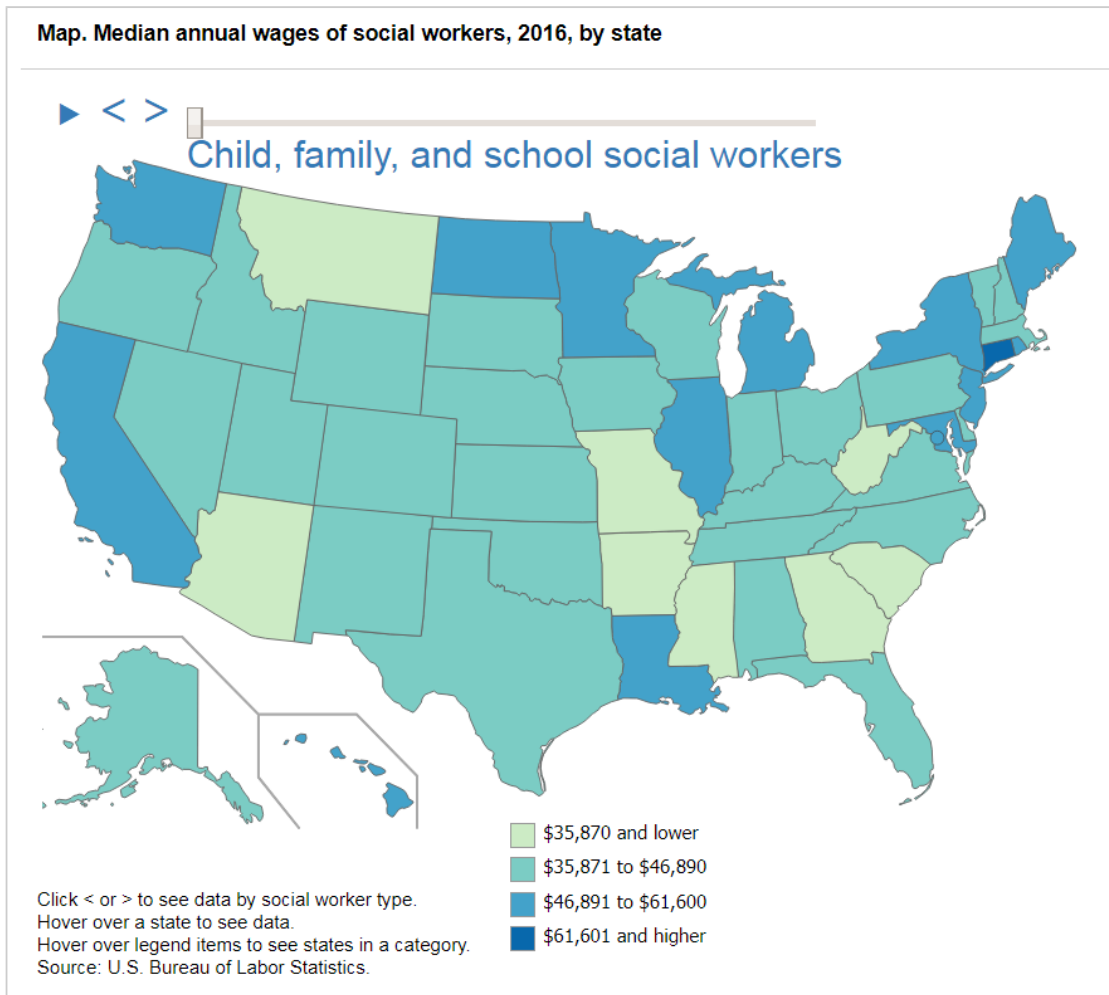 Map. Median annual wages of social workers, 2016, by state
< >
Child, family, and school social workers
$35,870 and lower
$35,871 to $46,890
$46,891 to $61,600
$61,601 and higher
Click < or > to see data by social worker type.
Hover over a state to see data.
Hover over legend items to see states in a category.
Source: U.S. Bureau of Labor Statistics.